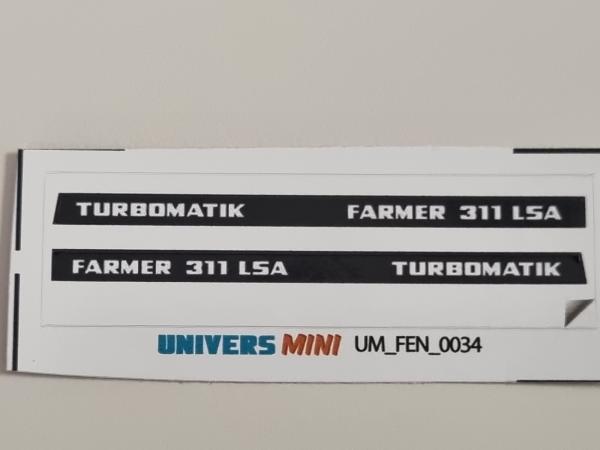 TURBOMATIK FARMER 311 LSA
FARMER 311 LSA TURBOMATIK
UNIVERS MINI UM_FEN_0034